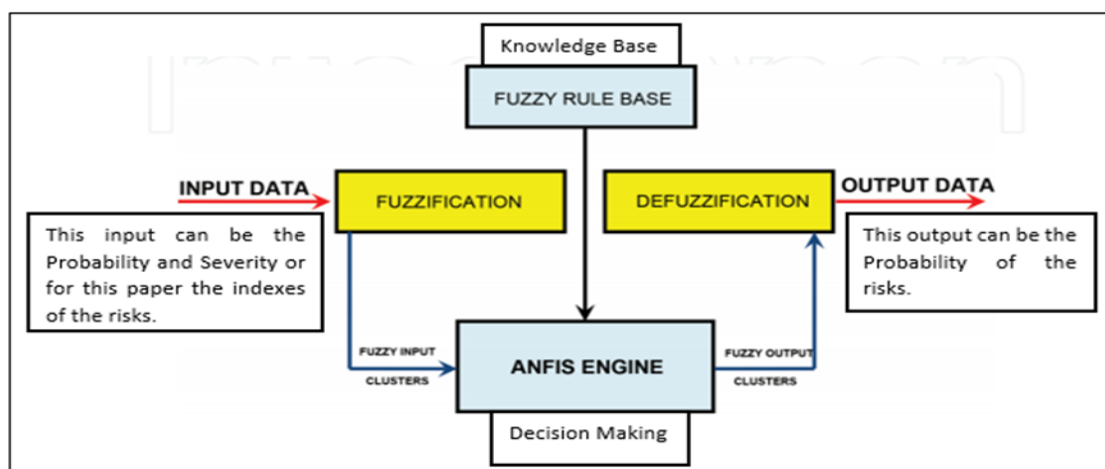 Knowledge Base
FUZZY RULE BASE
INPUT DATA
FUZZIFICATION
DEFUZZIFICATION
OUTPUT DATA
This input can be the
Probability and Severity or
for this paper the indexes
of the risks.
This output can be the
Probability of the
risks.
FUZZY INPUT
CLUSTERS
ANFIS ENGINE
FUZZY OUTPUT
CLUSTERS
Decision Making